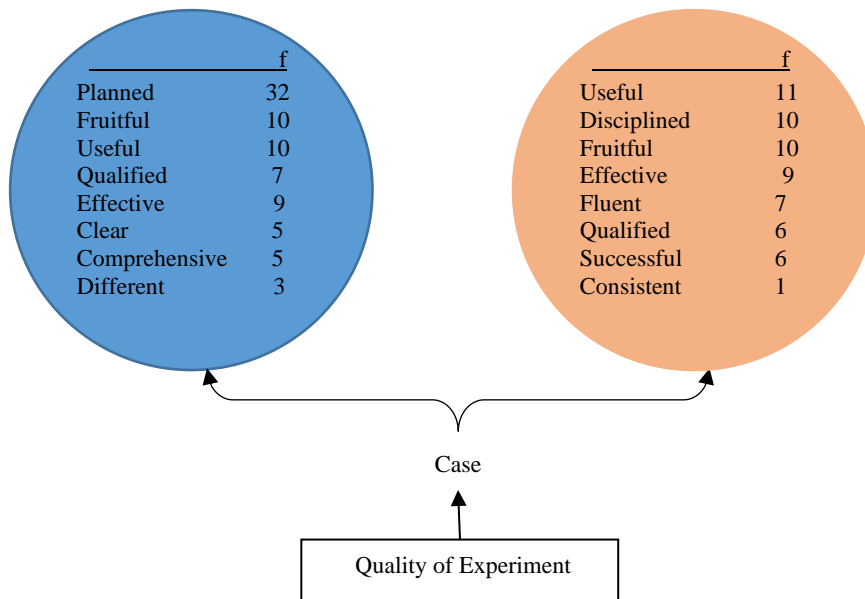 f
Planned 32
Fruitful 10
Useful 10
Qualified 7
Effective 9
Clear 5
Comprehensive 5
Different 3
f
Useful 11
Disciplined 10
Fruitful 10
Effective 9
Fluent 7
Qualified 6
Successful 6
Consistent 1
Case
Quality of Experiment